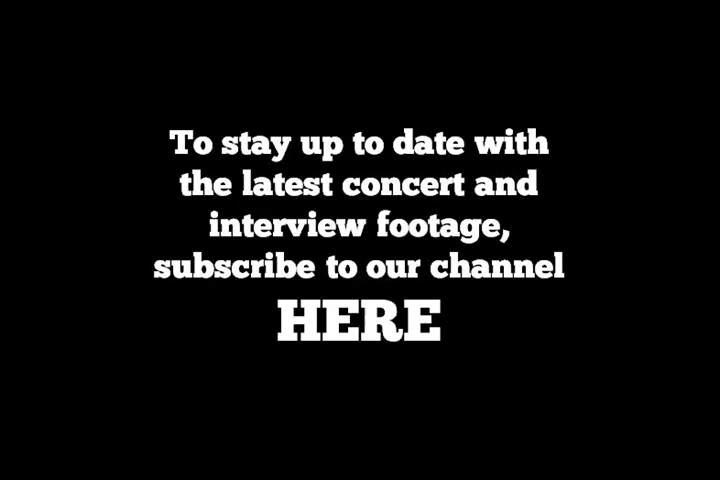 To stay up to date with
the latest concert and
interview footage,
subscribe to our channel
HERE